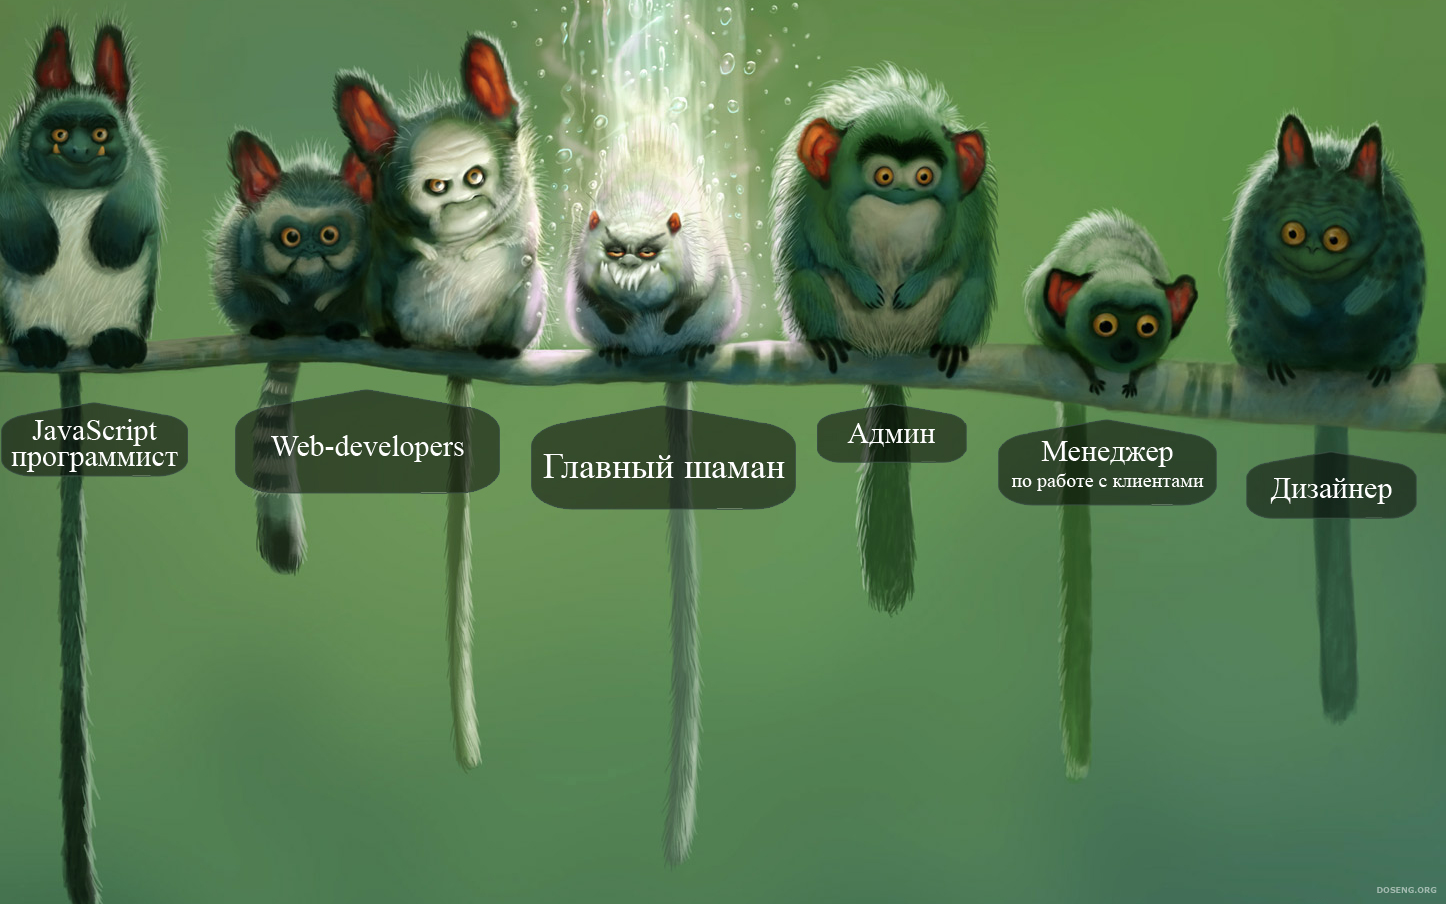 JavaScript
программист
Web-developers
Главный шаман
Админ
Менеджер
по работе с клиентами
Дизайнер
DOSENG.ORG